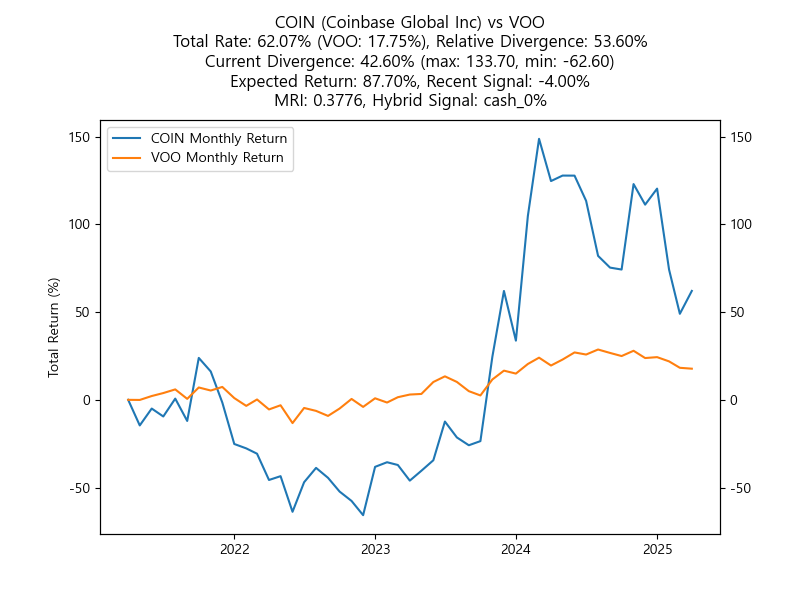 COIN (Coinbase Global Inc) vs VOO
Total Rate: 62.07% (VOO: 17.75%), Relative Divergence: 53.60%
Current Divergence: 42.60% (max: 133.70, min: -62.60)
Expected Return: 87.70%, Recent Signal: -4.00%
MRI: 0.3776, Hybrid Signal: cash_0%
COIN Monthly Return
VOO Monthly Return
Total Return (%)
150
100
50
0
-50
150
100
50
0
-50
2022
2023
2024
2025